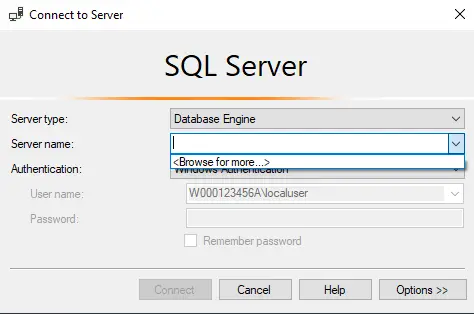 Connect to Server
SQL Server
Server type: Database Engine
Server name:
<Browse for more...>
Authentication: Windows Authentication
User name: W000123456A\localuser
Password:
Remember password
Connect Cancel Help Options >>